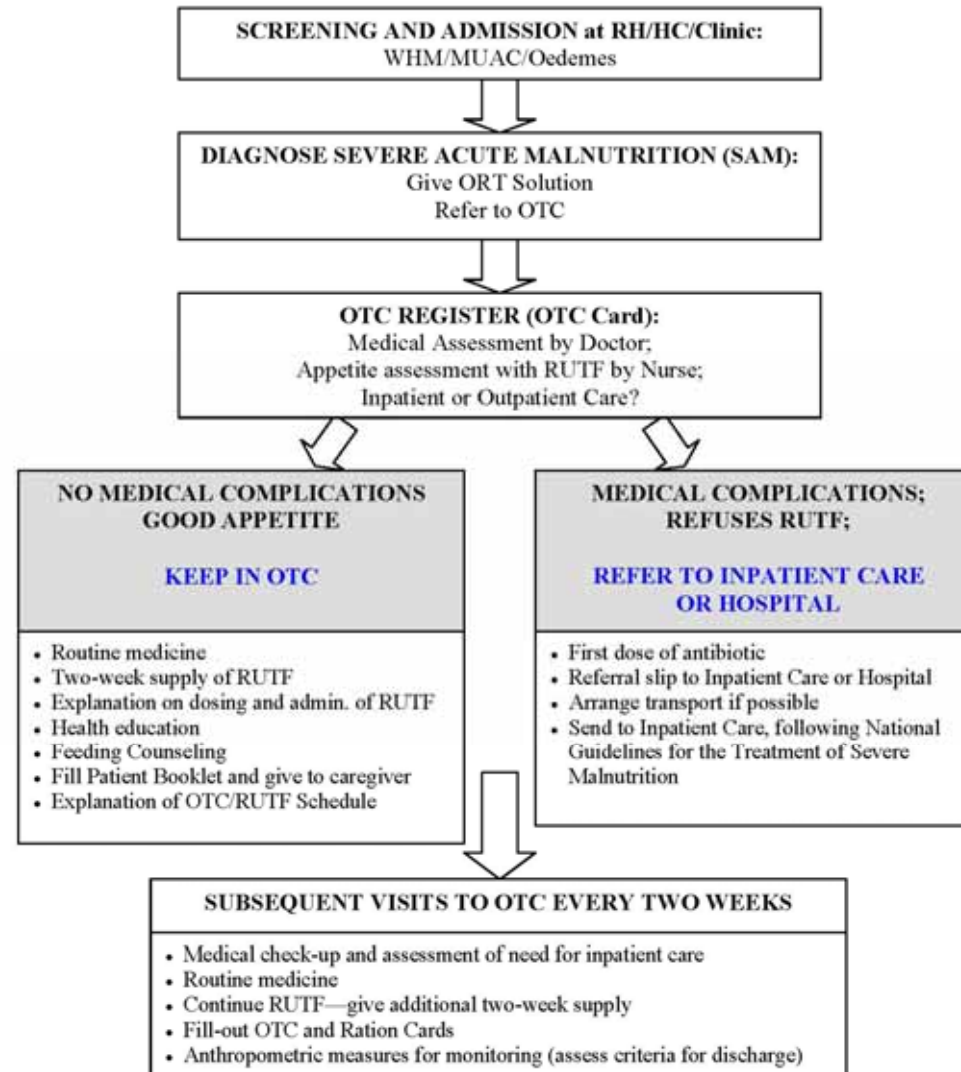 SCREENING AND ADMISSION at RH/HC/Clinic:
WHM/MUAC/Oedemes
DIAGNOSE SEVERE ACUTE MALNUTRITION (SAM):
Give ORT Solution
Refer to OTC
OTC REGISTER (OTC Card):
Medical Assessment by Doctor;
Appetite assessment with RUTF by Nurse;
Inpatient or Outpatient Care?
NO MEDICAL COMPLICATIONS
GOOD APPETITE
KEEP IN OTC
• Routine medicine
• Two-week supply of RUTF
• Explanation on dosing and admin. of RUTF
• Health education
• Feeding Counseling
• Fill Patient Booklet and give to caregiver
• Explanation of OTC/RUTF Schedule
MEDICAL COMPLICATIONS;
REFUSES RUTF;
REFER TO INPATIENT CARE
OR HOSPITAL
• First dose of antibiotic
• Referral slip to Inpatient Care or Hospital
• Arrange transport if possible
• Send to Inpatient Care, following National
Guidelines for the Treatment of Severe
Malnutrition
SUBSEQUENT VISITS TO OTC EVERY TWO WEEKS
• Medical check-up and assessment of need for inpatient care
• Routine medicine
• Continue RUTF—give additional two-week supply
• Fill-out OTC and Ration Cards
• Anthropometric measures for monitoring (assess criteria for discharge)